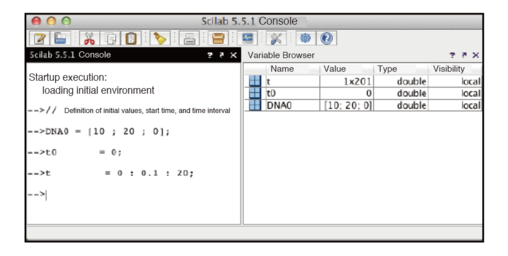 Scilab 5.5.1 Console
Scilab 5.5.1 Console ? ↗ ×
Startup execution:
loading initial environment
-->// Definition of initial values, start time, and time interval
-->DNA0 = [10 ; 20 ; 0];
-->t0 = 0;
-->t = 0 : 0.1 : 20;
-->
Variable Browser ? ↗ ×
Name Value Type Visibility
t 1x201 double local
t0 0 double local
DNA0 [10; 20; 0] double local